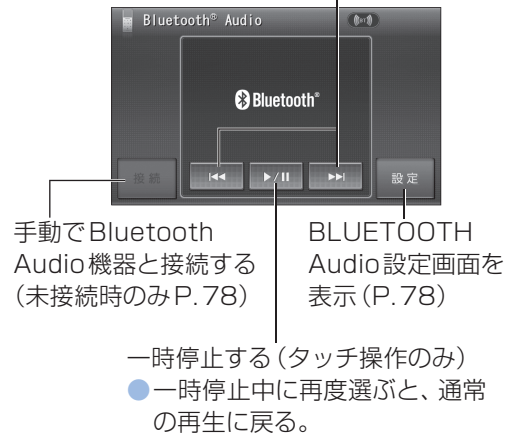 Bluetooth® Audio
Bluetooth®
接続
設定
手動でBluetooth
Audio機器と接続する
(未接続時のみP.78)
BLUETOOTH
Audio設定画面を
表示(P.78)
一時停止する(タッチ操作のみ)
●一時停止中に再度選ぶと、通常
の再生に戻る。